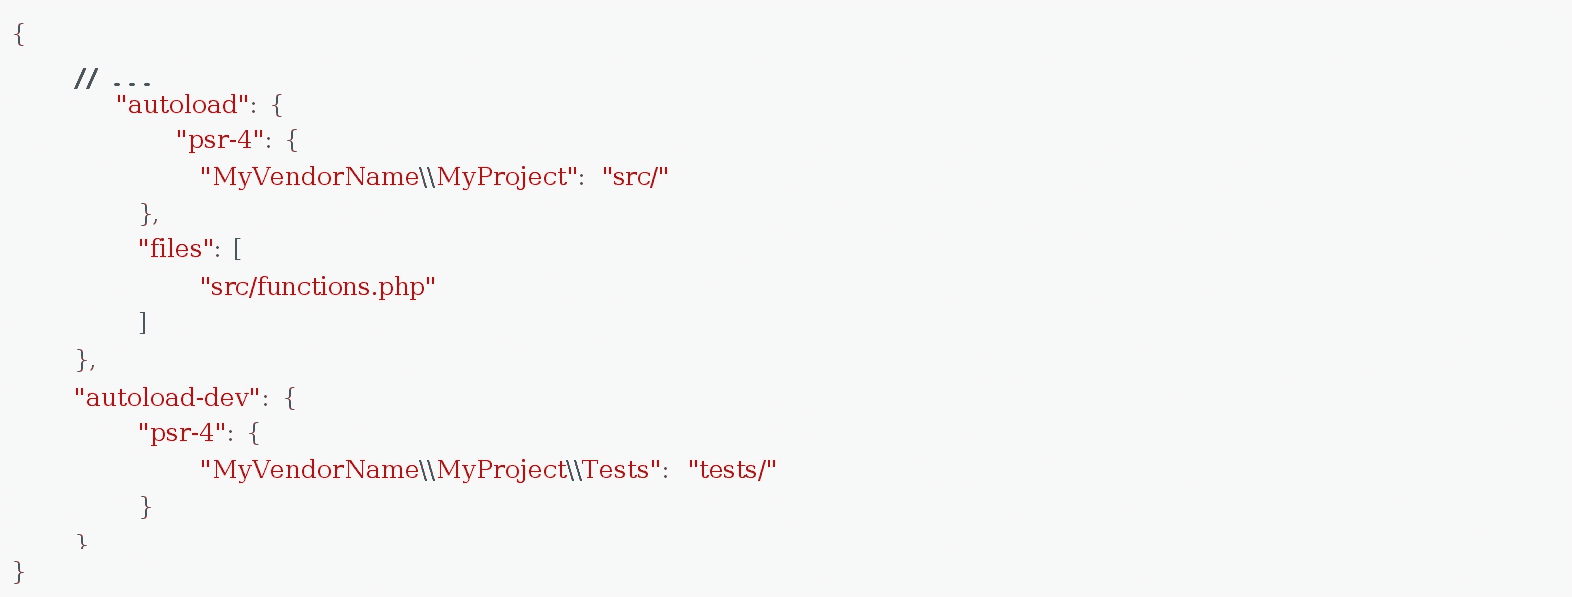 {
// ---
"autoload": {
"psr-4": {
"MyVendorName\\MyProject": "src/"
},
"files": [
"src/functions.php"
]
},
"autoload-dev": {
"psr-4": {
"MyVendorName\\MyProject\\Tests": "tests/"
}
}
}